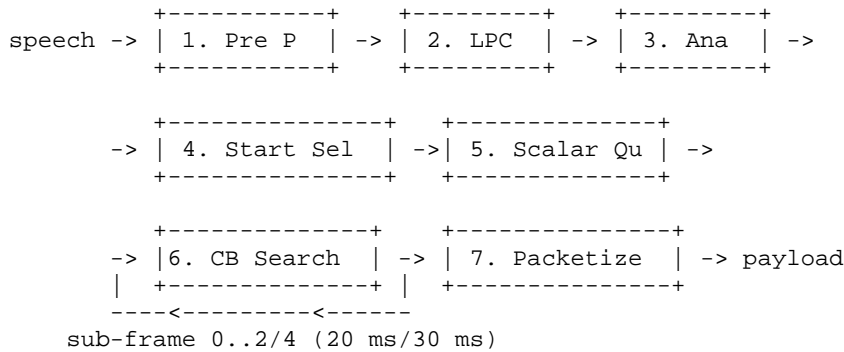 speech -> | 1. Pre P | -> | 2. LPC | -> | 3. Ana | ->
-> | 4. Start Sel | ->| 5. Scalar Qu | ->
-> |6. CB Search | -> | 7. Packetize | -> payload
sub-frame 0..2/4 (20 ms/30 ms)